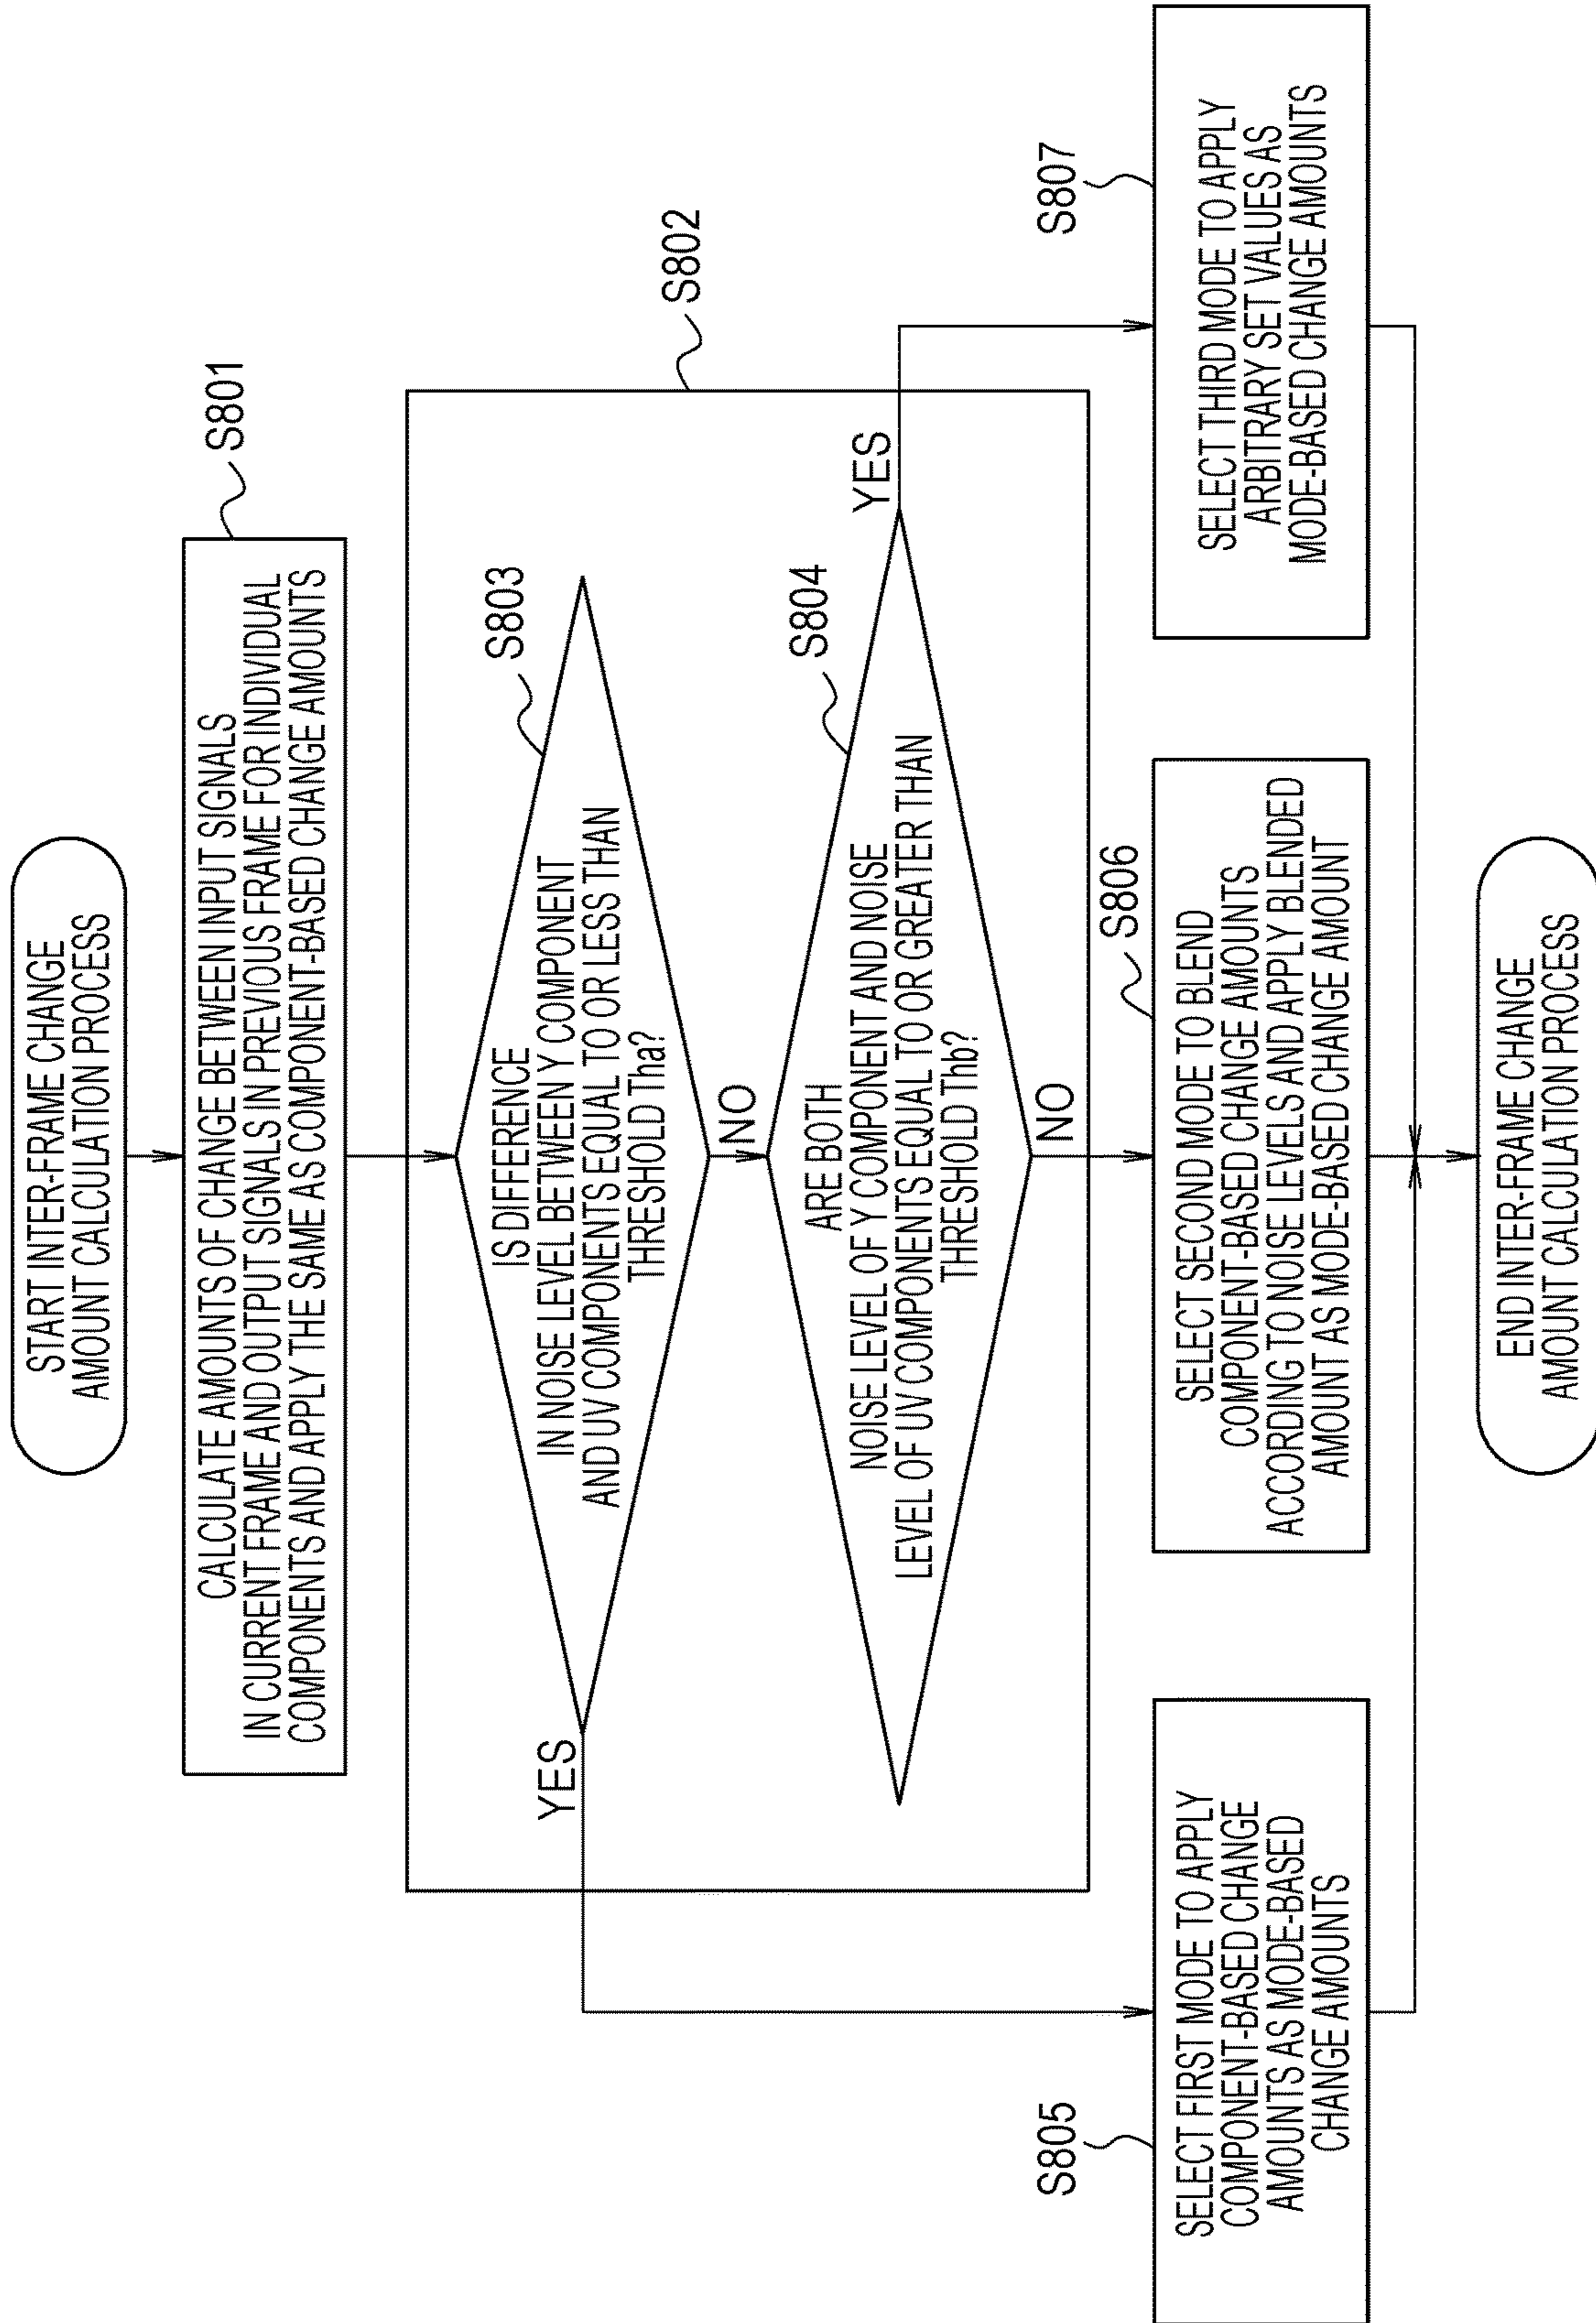 START INTER-FRAME CHANGE
AMOUNT CALCULATION PROCESS
S801
CALCULATE AMOUNTS OF CHANGE BETWEEN INPUT SIGNALS
IN CURRENT FRAME AND OUTPUT SIGNALS IN PREVIOUS FRAME FOR INDIVIDUAL
COMPONENTS AND APPLY THE SAME AS COMPONENT-BASED CHANGE AMOUNTS
S802
S803
IS DIFFERENCE
IN NOISE LEVEL BETWEEN Y COMPONENT
AND UV COMPONENTS EQUAL TO OR LESS THAN
THRESHOLD Tha?
YES
NO
S804
ARE BOTH
NOISE LEVEL OF Y COMPONENT AND NOISE
LEVEL OF UV COMPONENTS EQUAL TO OR GREATER THAN
THRESHOLD Thb?
YES
NO
S805
SELECT FIRST MODE TO APPLY
COMPONENT-BASED CHANGE
AMOUNTS AS MODE-BASED
CHANGE AMOUNTS
S806
SELECT SECOND MODE TO BLEND
COMPONENT-BASED CHANGE AMOUNTS
ACCORDING TO NOISE LEVELS AND APPLY BLENDED
AMOUNT AS MODE-BASED CHANGE AMOUNT
S807
SELECT THIRD MODE TO APPLY
ARBITRARY SET VALUES AS
MODE-BASED CHANGE AMOUNTS
END INTER-FRAME CHANGE
AMOUNT CALCULATION PROCESS